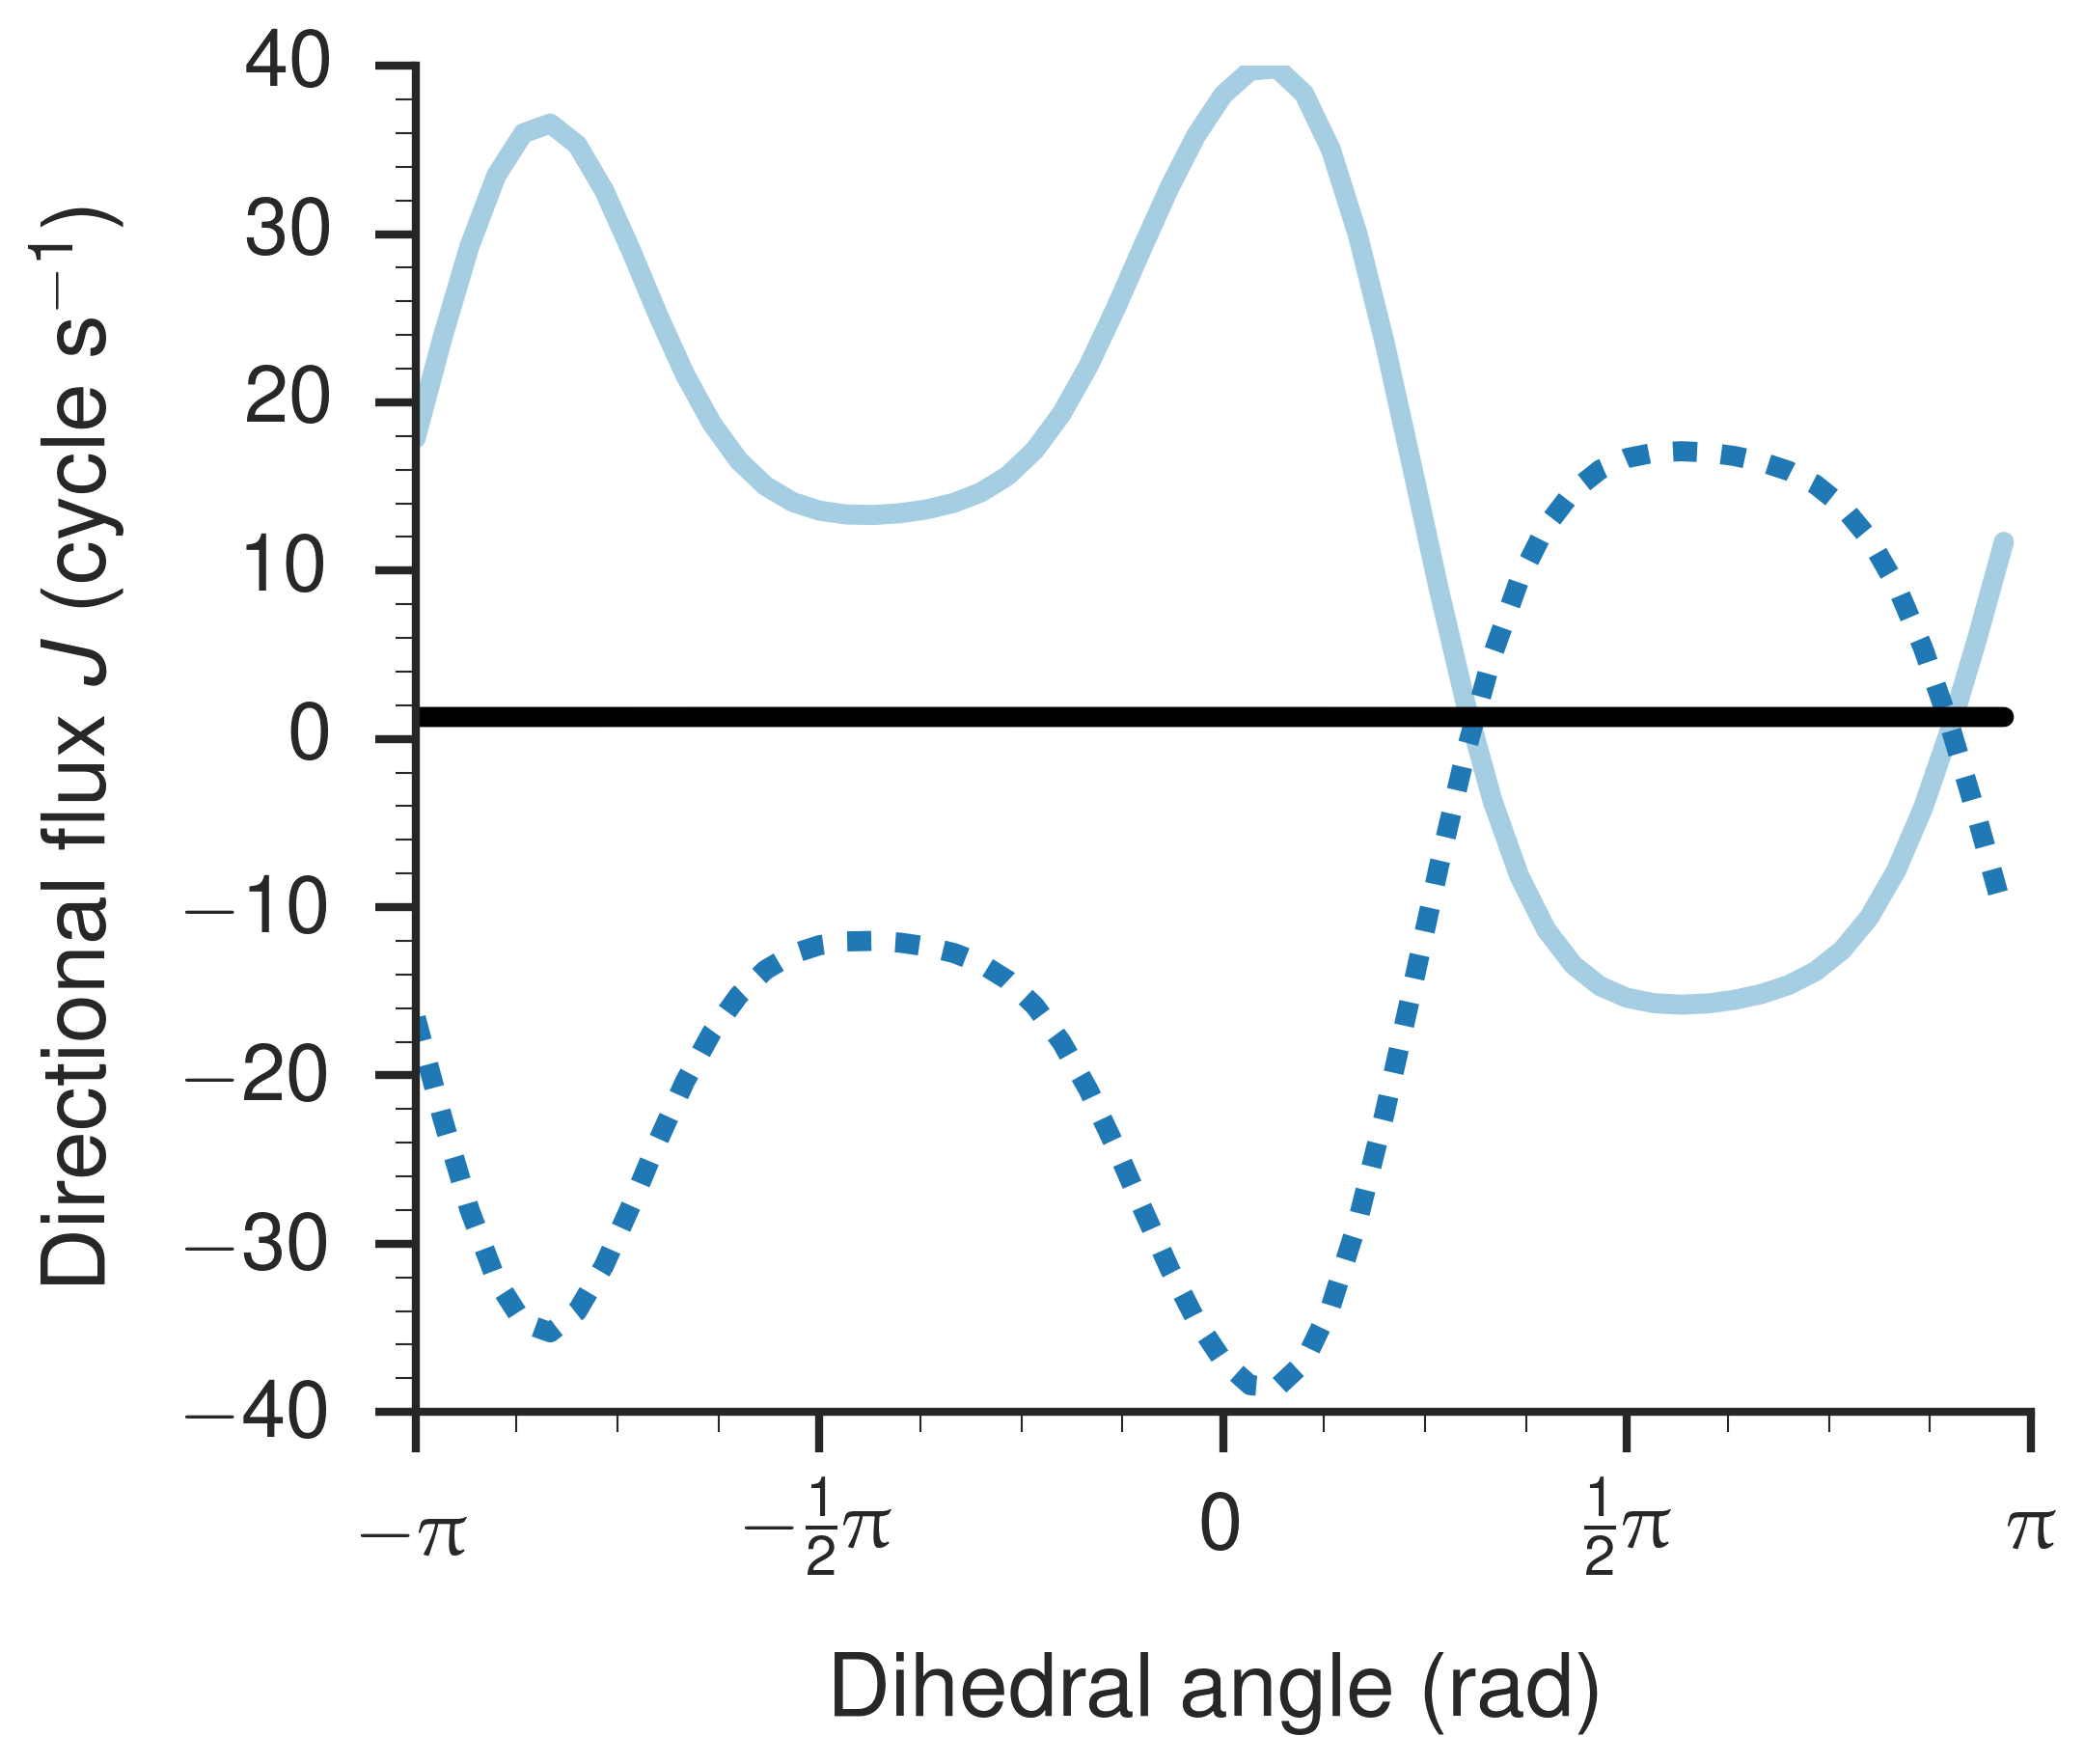 40
30
20
10
0
−10
−20
−30
−40
Directional flux J (cycle s⁻¹)
−π
−½π
0
½π
π
Dihedral angle (rad)